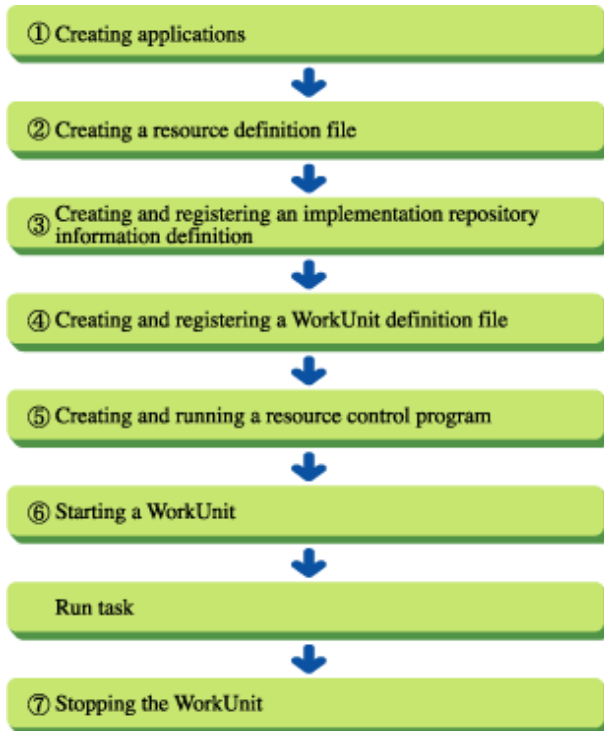 ① Creating applications
② Creating a resource definition file
③ Creating and registering an implementation repository
information definition
④ Creating and registering a WorkUnit definition file
⑤ Creating and running a resource control program
⑥ Starting a WorkUnit
Run task
⑦ Stopping the WorkUnit